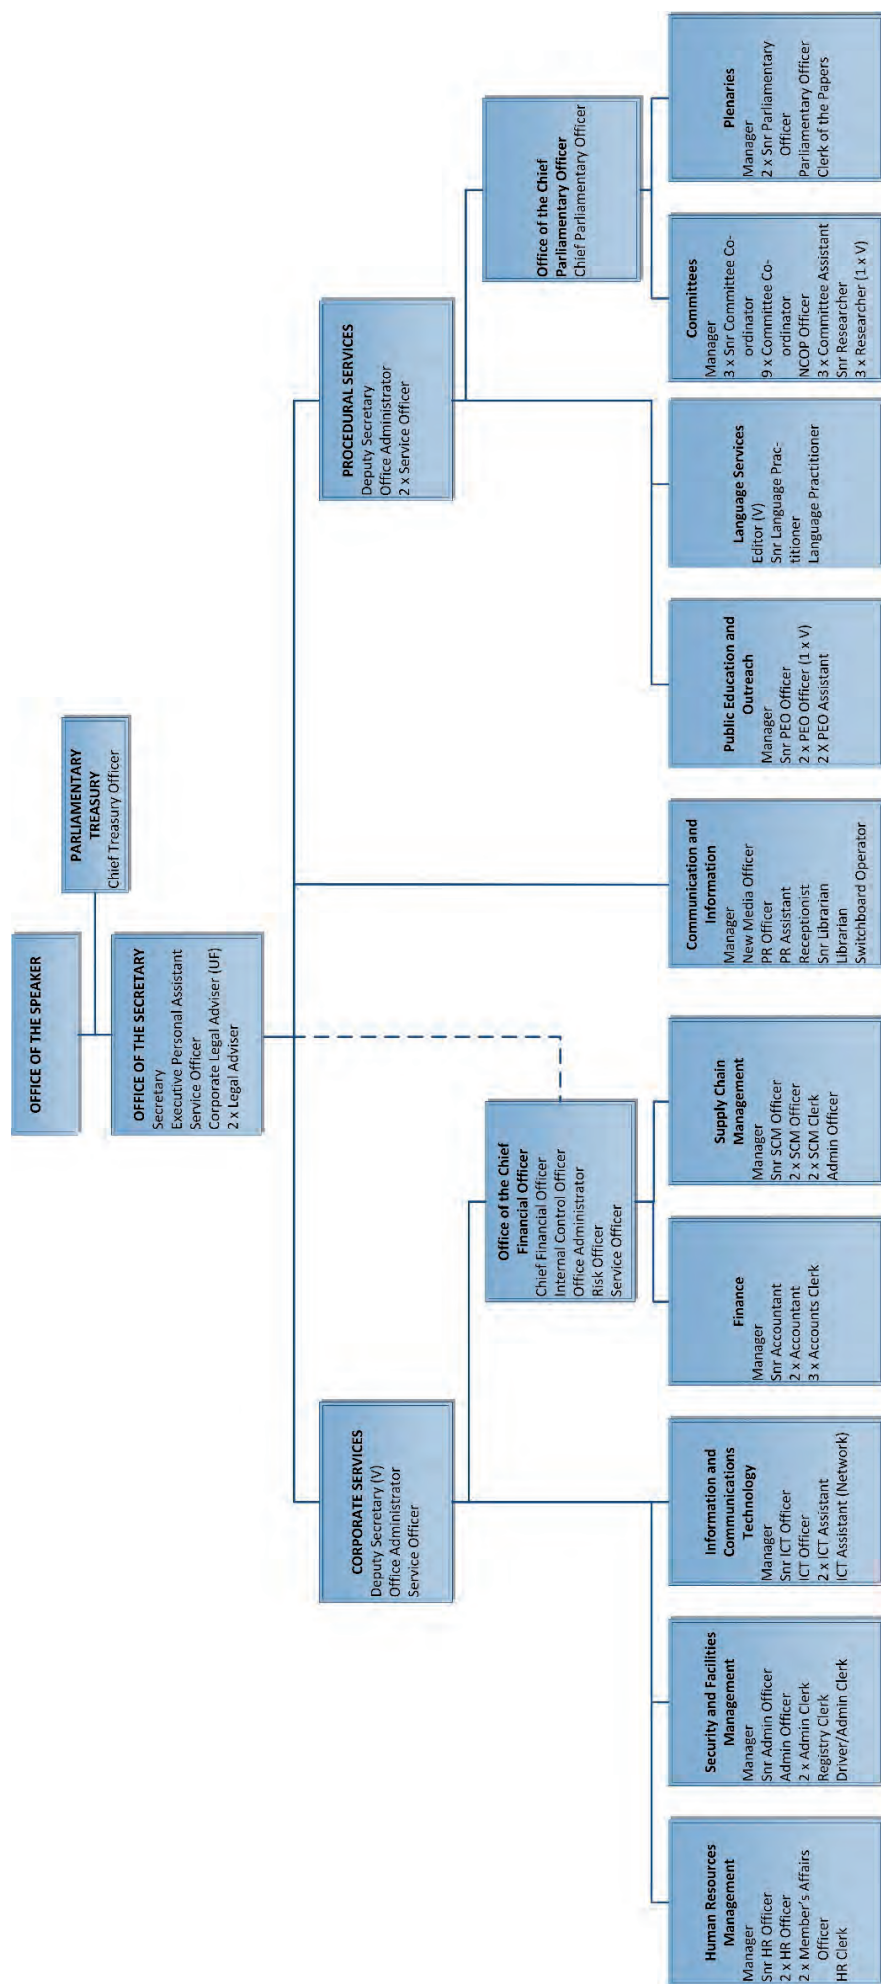 OFFICE OF THE SPEAKER
PARLIAMENTARY
TREASURY
Chief Treasury Officer
OFFICE OF THE SECRETARY
Secretary
Executive Personal Assistant
Service Officer
Corporate Legal Adviser (UF)
2 x Legal Adviser
CORPORATE SERVICES
Deputy Secretary (V)
Office Administrator
Service Officer
PROCEDURAL SERVICES
Deputy Secretary
Office Administrator
2 x Service Officer
Office of the Chief
Financial Officer
Chief Financial Officer
Internal Control Officer
Office Administrator
Risk Officer
Service Officer
Office of the Chief
Parliamentary Officer
Chief Parliamentary Officer
Human Resources
Management
Manager
Snr HR Officer
2 x HR Officer
2 x Member's Affairs
Officer
HR Clerk
Security and Facilities
Management
Manager
Snr Admin Officer
Admin Officer
2 x Admin Clerk
Registry Clerk
Driver/Admin Clerk
Information and
Communications
Technology
Manager
Snr ICT Officer
ICT Officer
2 x ICT Assistant
ICT Assistant (Network)
Finance
Manager
Snr Accountant
2 x Accountant
3 x Accounts Clerk
Supply Chain
Management
Manager
Snr SCM Officer
2 x SCM Officer
2 x SCM Clerk
Admin Officer
Communication and
Information
Manager
New Media Officer
PR Officer
PR Assistant
Receptionist
Snr Librarian
Librarian
Switchboard Operator
Public Education and
Outreach
Manager
Snr PEO Officer
2 x PEO Officer (1 x V)
2 X PEO Assistant
Language Services
Editor (V)
Snr Language Prac-
titioner
Language Practitioner
Committees
Manager
3 x Snr Committee Co-
ordinator
9 x Committee Co-
ordinator
NCOP Officer
3 x Committee Assistant
Snr Researcher
3 x Researcher (1 x V)
Plenaries
Manager
2 x Snr Parliamentary
Officer
Parliamentary Officer
Clerk of the Papers